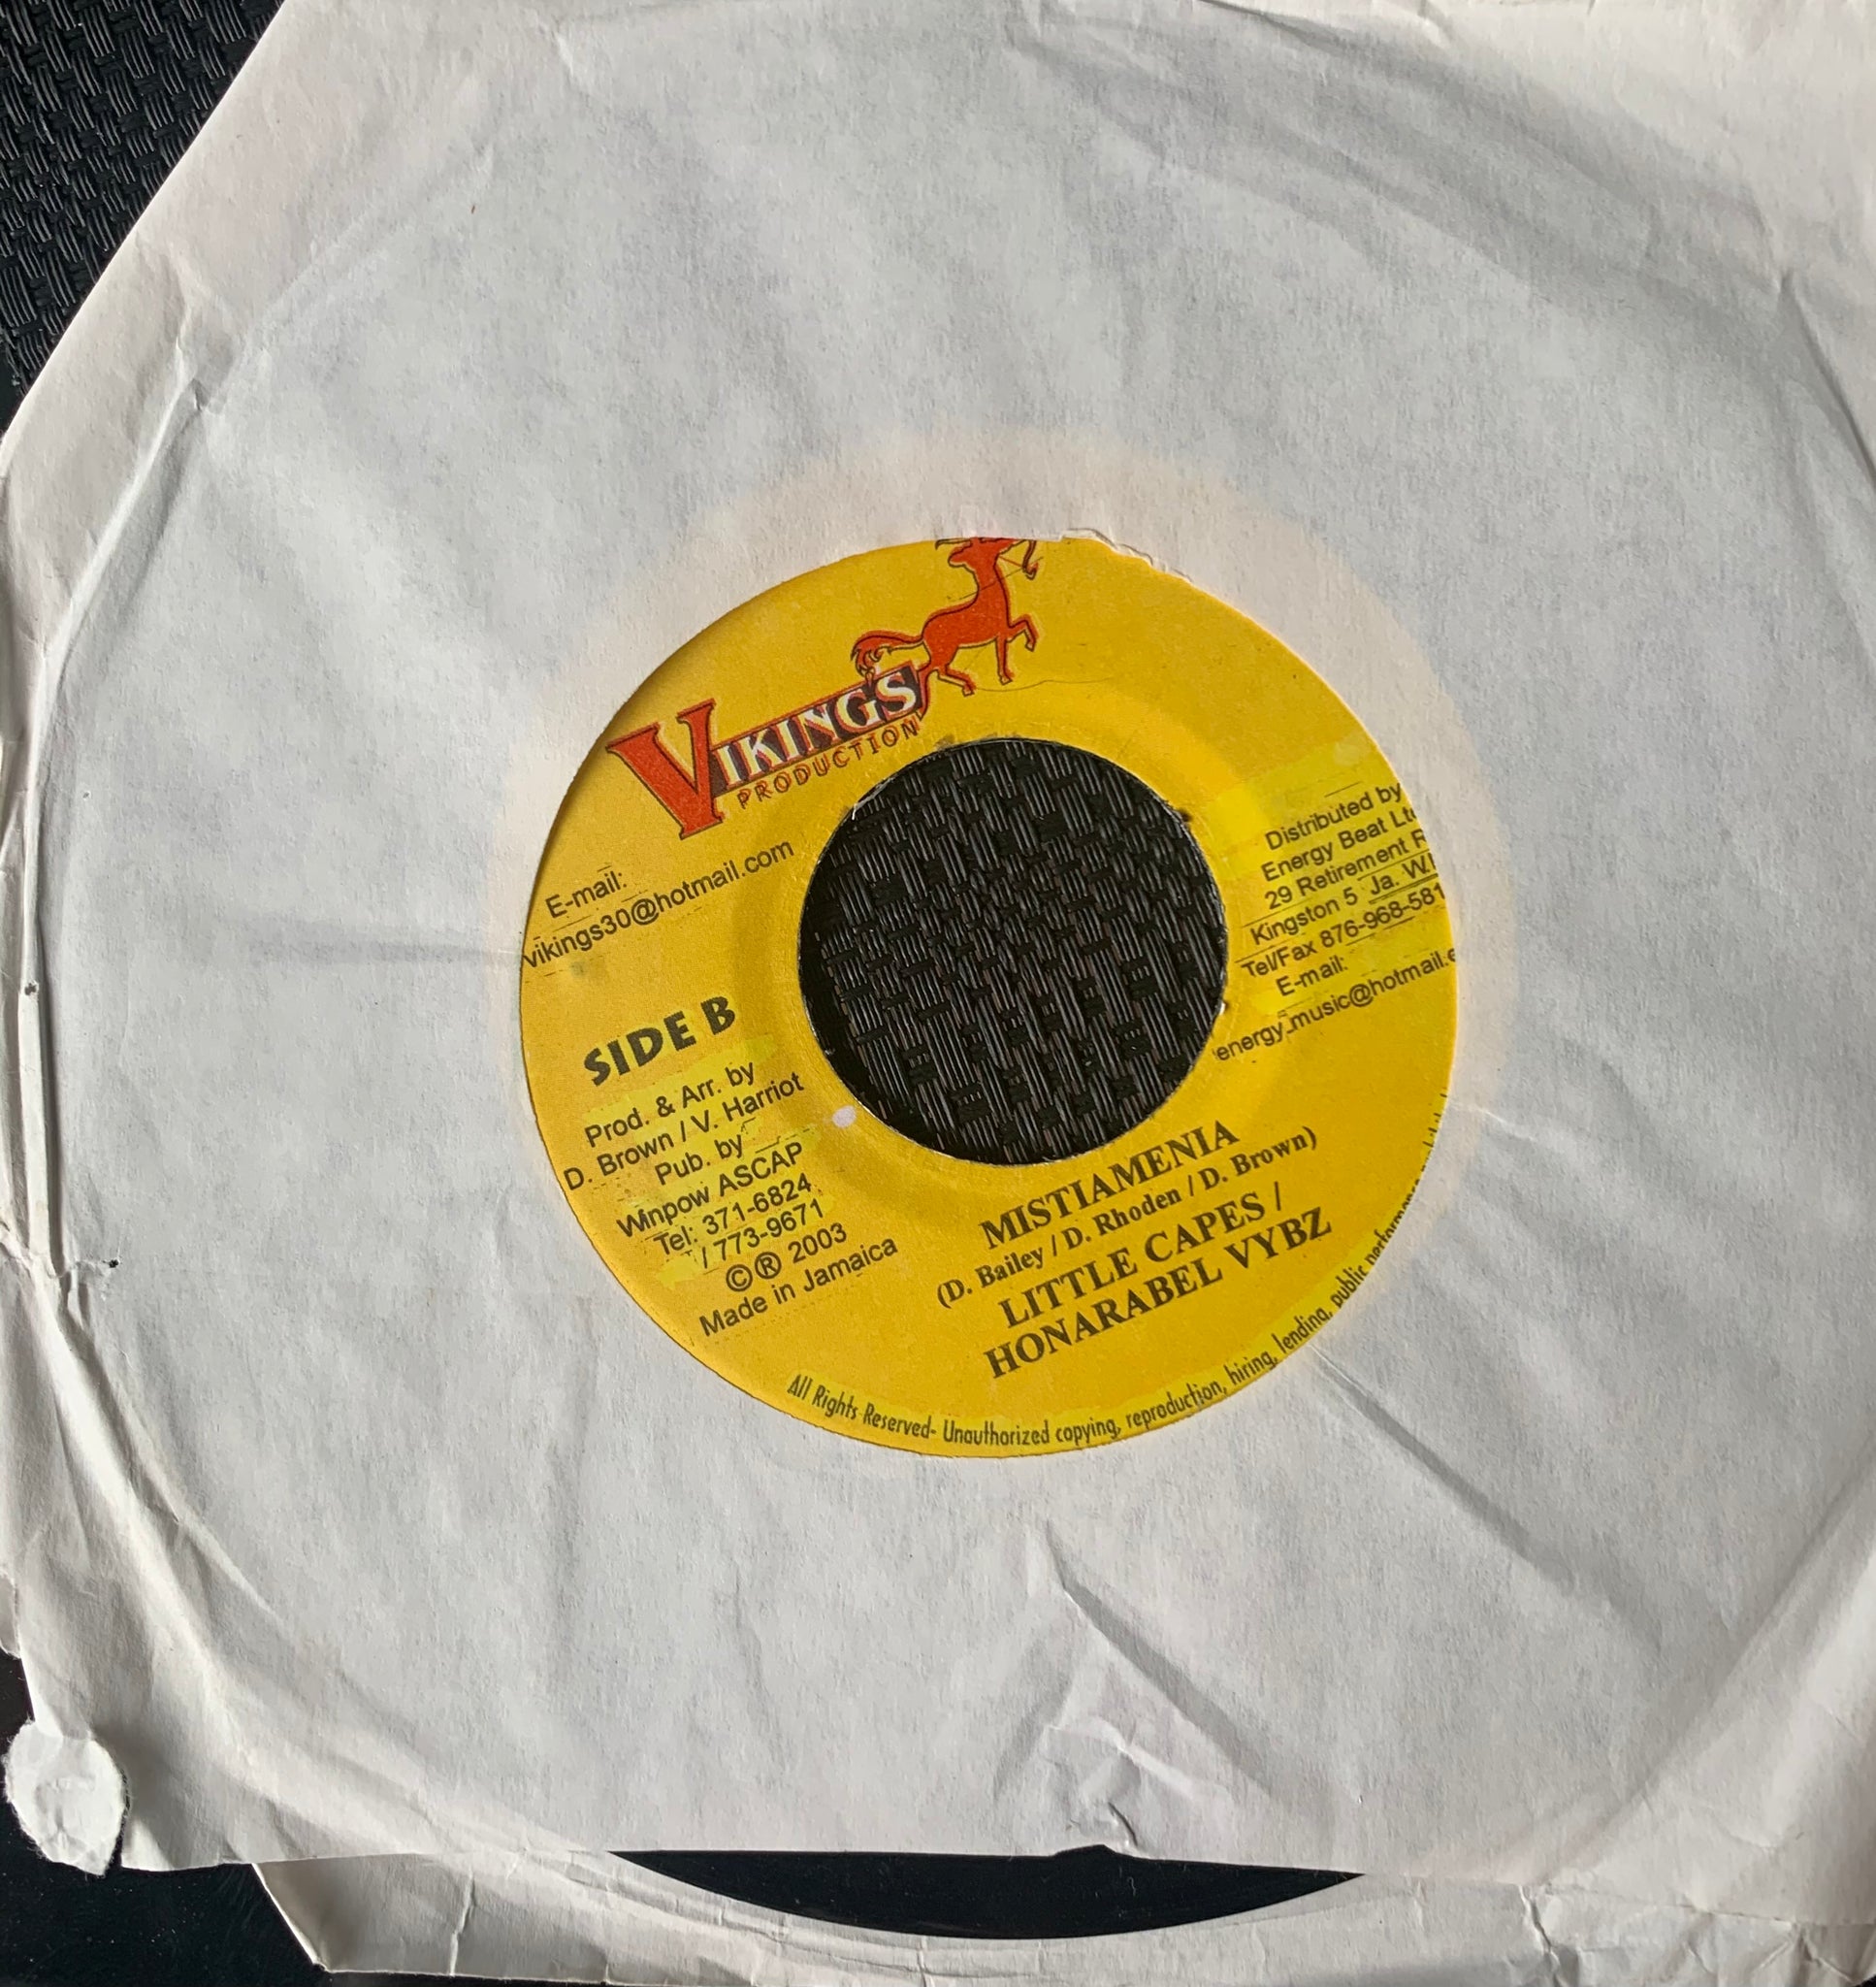 VIKINGS
PRODUCTION
E-mail:
vikings30@hotmail.com
SIDE B
Prod. & Arr. by
D. Brown / V. Harriot
Pub. by
Winpow ASCAP
Tel: 371-6824
/ 773-9671
©® 2003
Made in Jamaica
Distributed by
Energy Beat Lt
29 Retirement R
Kingston 5 Ja. W.I
Tel/Fax 876-968-581
E-mail:
energy_music@hotmail.c
MISTIAMENIA
(D. Bailey / D. Rhoden / D. Brown)
LITTLE CAPES /
HONARABEL VYBZ
All Rights Reserved- Unauthorized copying, reproduction, hiring, lending, public